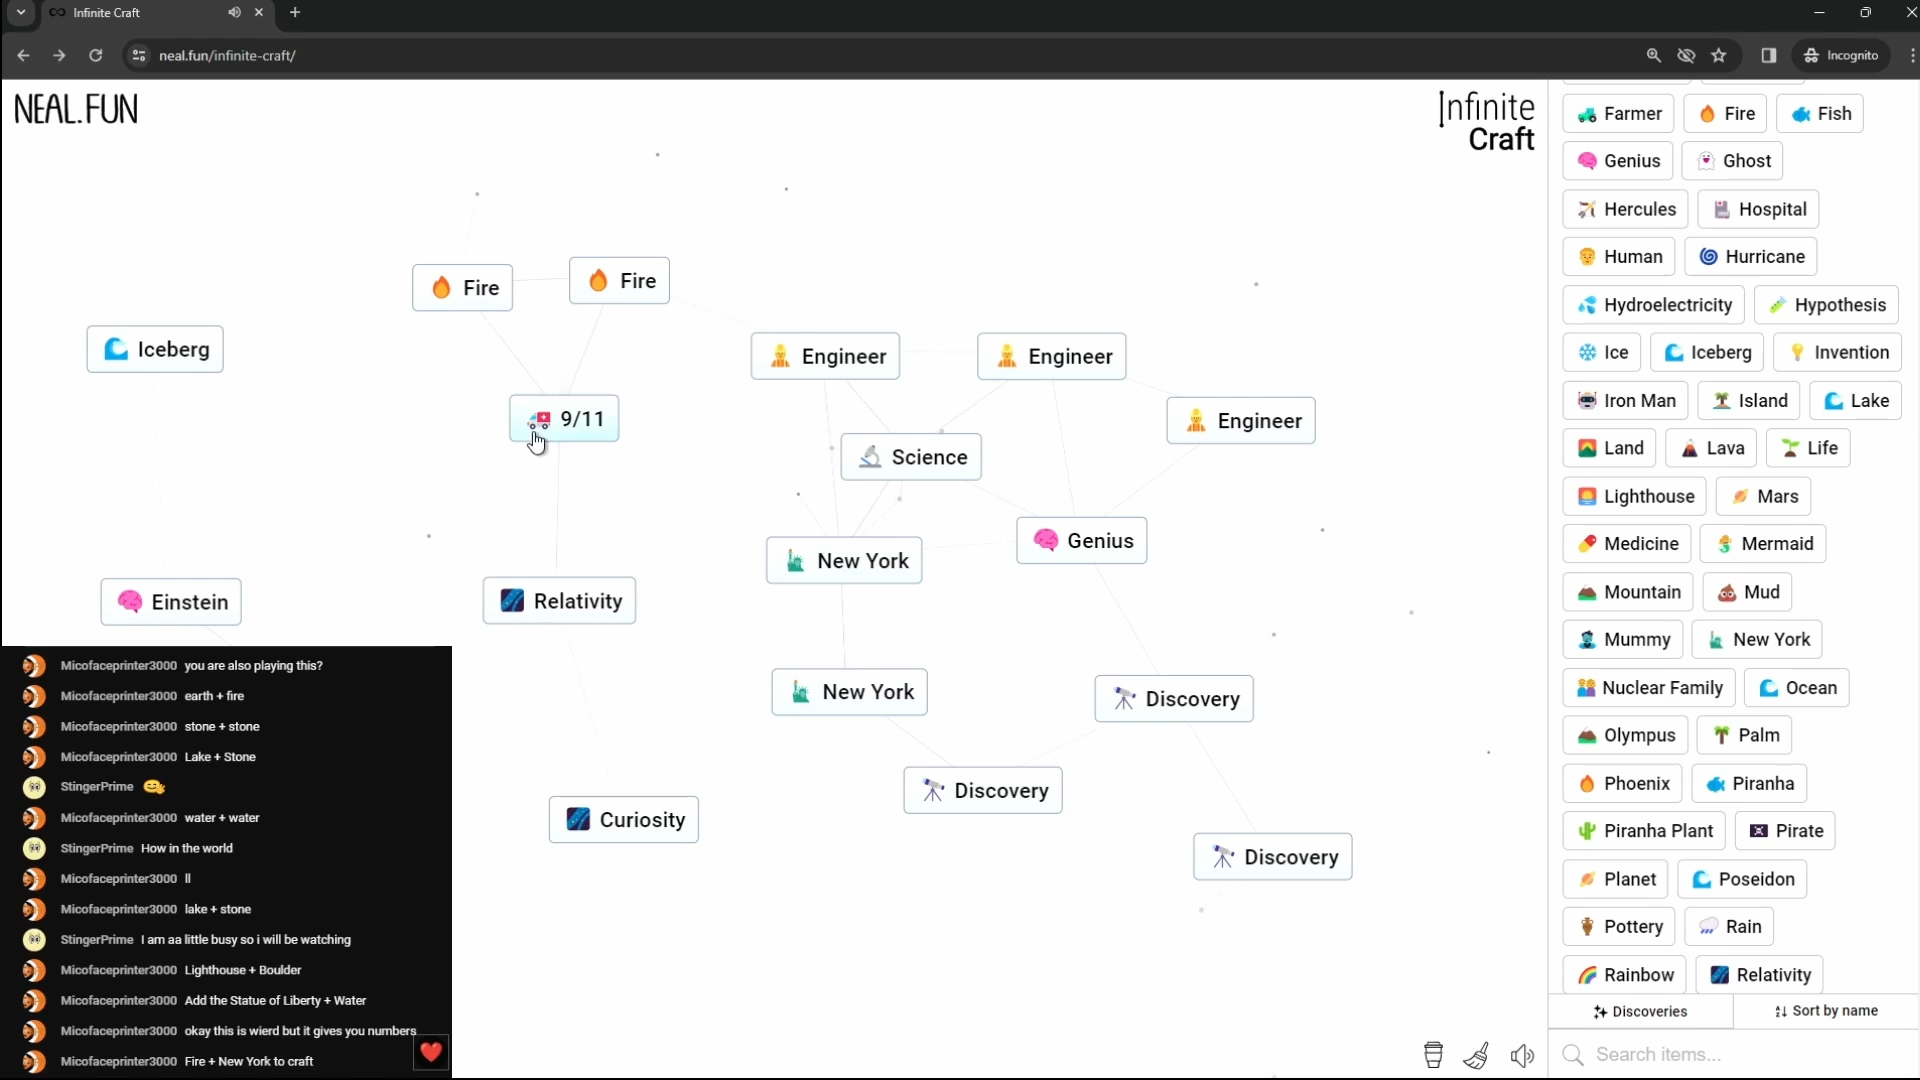 Infinite Craft
neal.fun/infinite-craft/
Incognito
NEAL.FUN
Infinite
Craft
Fire
Fire
Iceberg
Engineer
Engineer
9/11
Engineer
Science
Genius
New York
Einstein
Relativity
New York
Discovery
Discovery
Curiosity
Discovery
Micofaceprinter3000 you are also playing this?
Micofaceprinter3000 earth + fire
Micofaceprinter3000 stone + stone
Micofaceprinter3000 Lake + Stone
StingerPrime
Micofaceprinter3000 water + water
StingerPrime How in the world
Micofaceprinter3000 ll
Micofaceprinter3000 lake + stone
StingerPrime I am aa little busy so i will be watching
Micofaceprinter3000 Lighthouse + Boulder
Micofaceprinter3000 Add the Statue of Liberty + Water
Micofaceprinter3000 okay this is wierd but it gives you numbers
Micofaceprinter3000 Fire + New York to craft
Farmer Fire Fish
Genius Ghost
Hercules Hospital
Human Hurricane
Hydroelectricity Hypothesis
Ice Iceberg Invention
Iron Man Island Lake
Land Lava Life
Lighthouse Mars
Medicine Mermaid
Mountain Mud
Mummy New York
Nuclear Family Ocean
Olympus Palm
Phoenix Piranha
Piranha Plant Pirate
Planet Poseidon
Pottery Rain
Rainbow Relativity
Discoveries Sort by name
Search items...